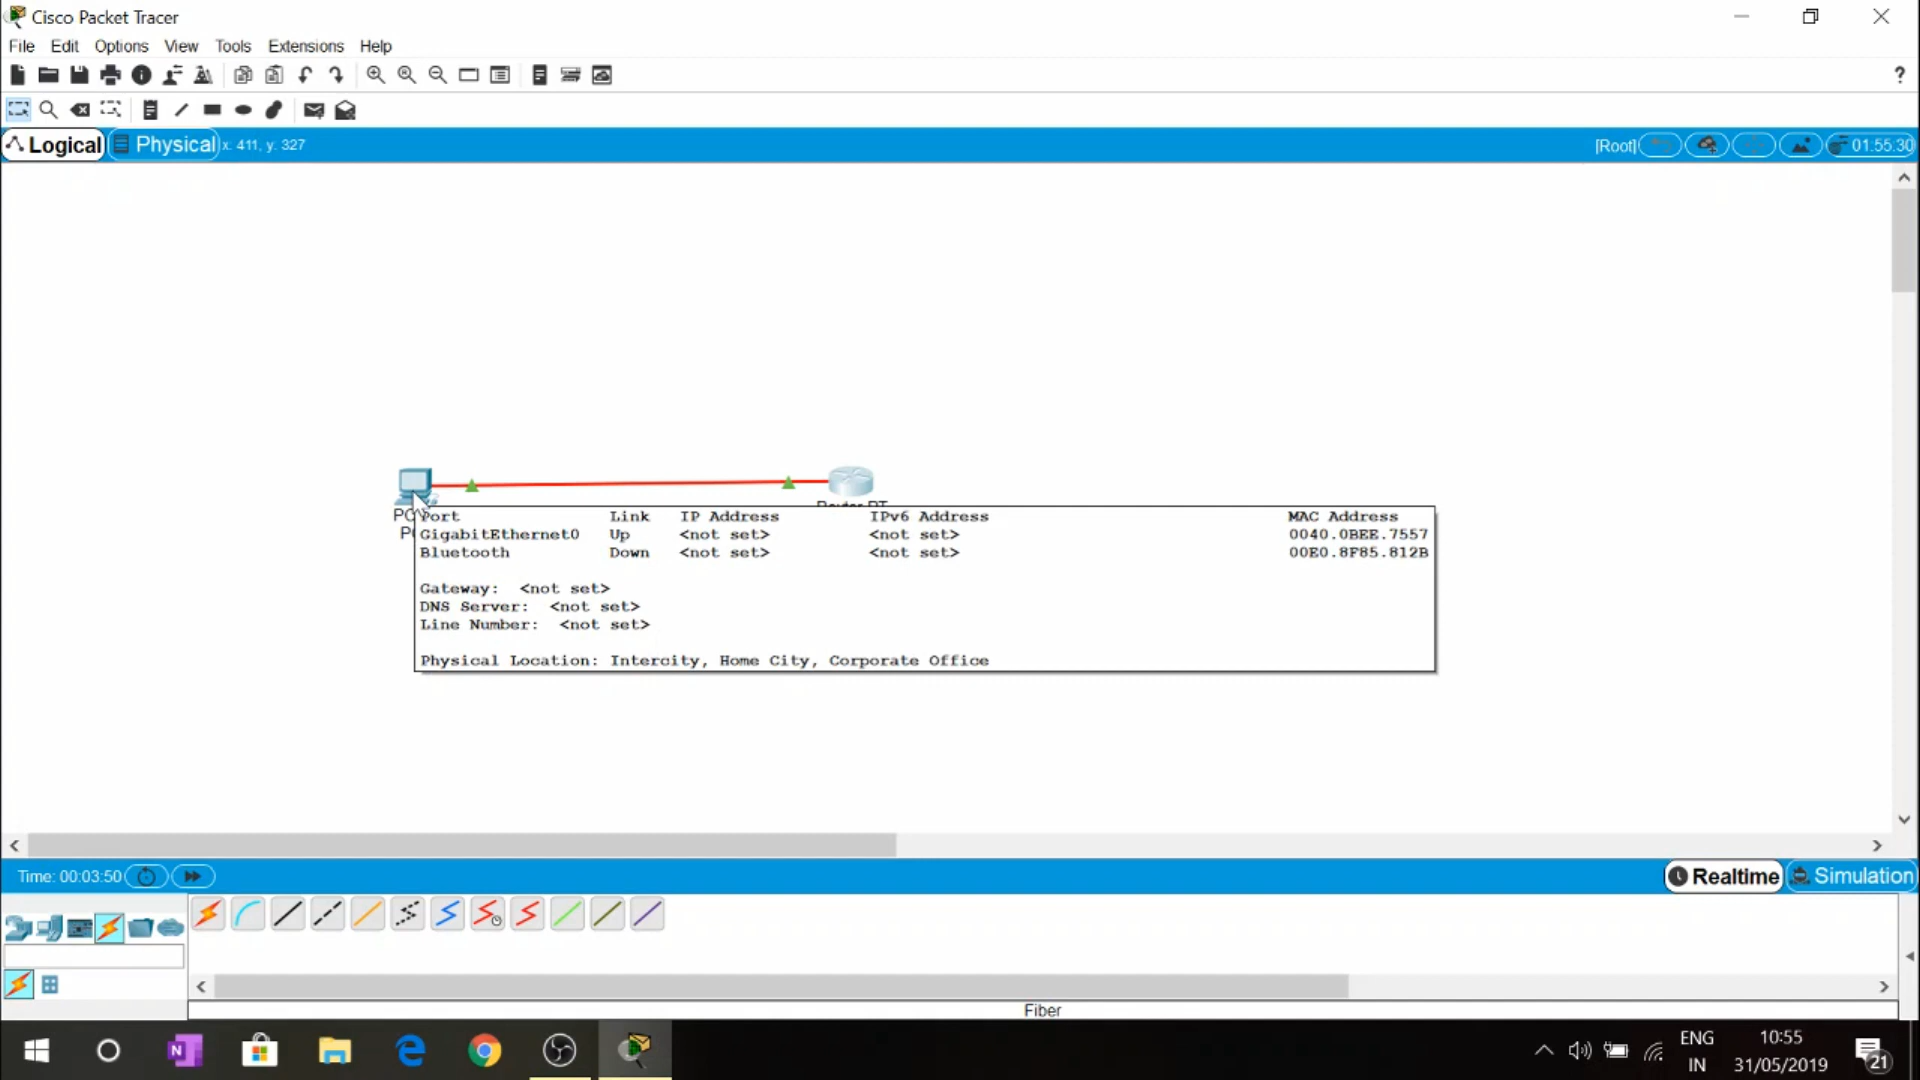 Cisco Packet Tracer
File Edit Options View Tools Extensions Help
?
Logical Physical x: 411, y: 327 [Root] 01:55:30
Port Link IP Address IPv6 Address MAC Address
GigabitEthernet0 Up <not set> <not set> 0040.0BEE.7557
Bluetooth Down <not set> <not set> 00E0.8F85.812B
Gateway: <not set>
DNS Server: <not set>
Line Number: <not set>
Physical Location: Intercity, Home City, Corporate Office
Time: 00:03:50 Realtime Simulation
Fiber
N
ENG
IN
10:55
31/05/2019
21